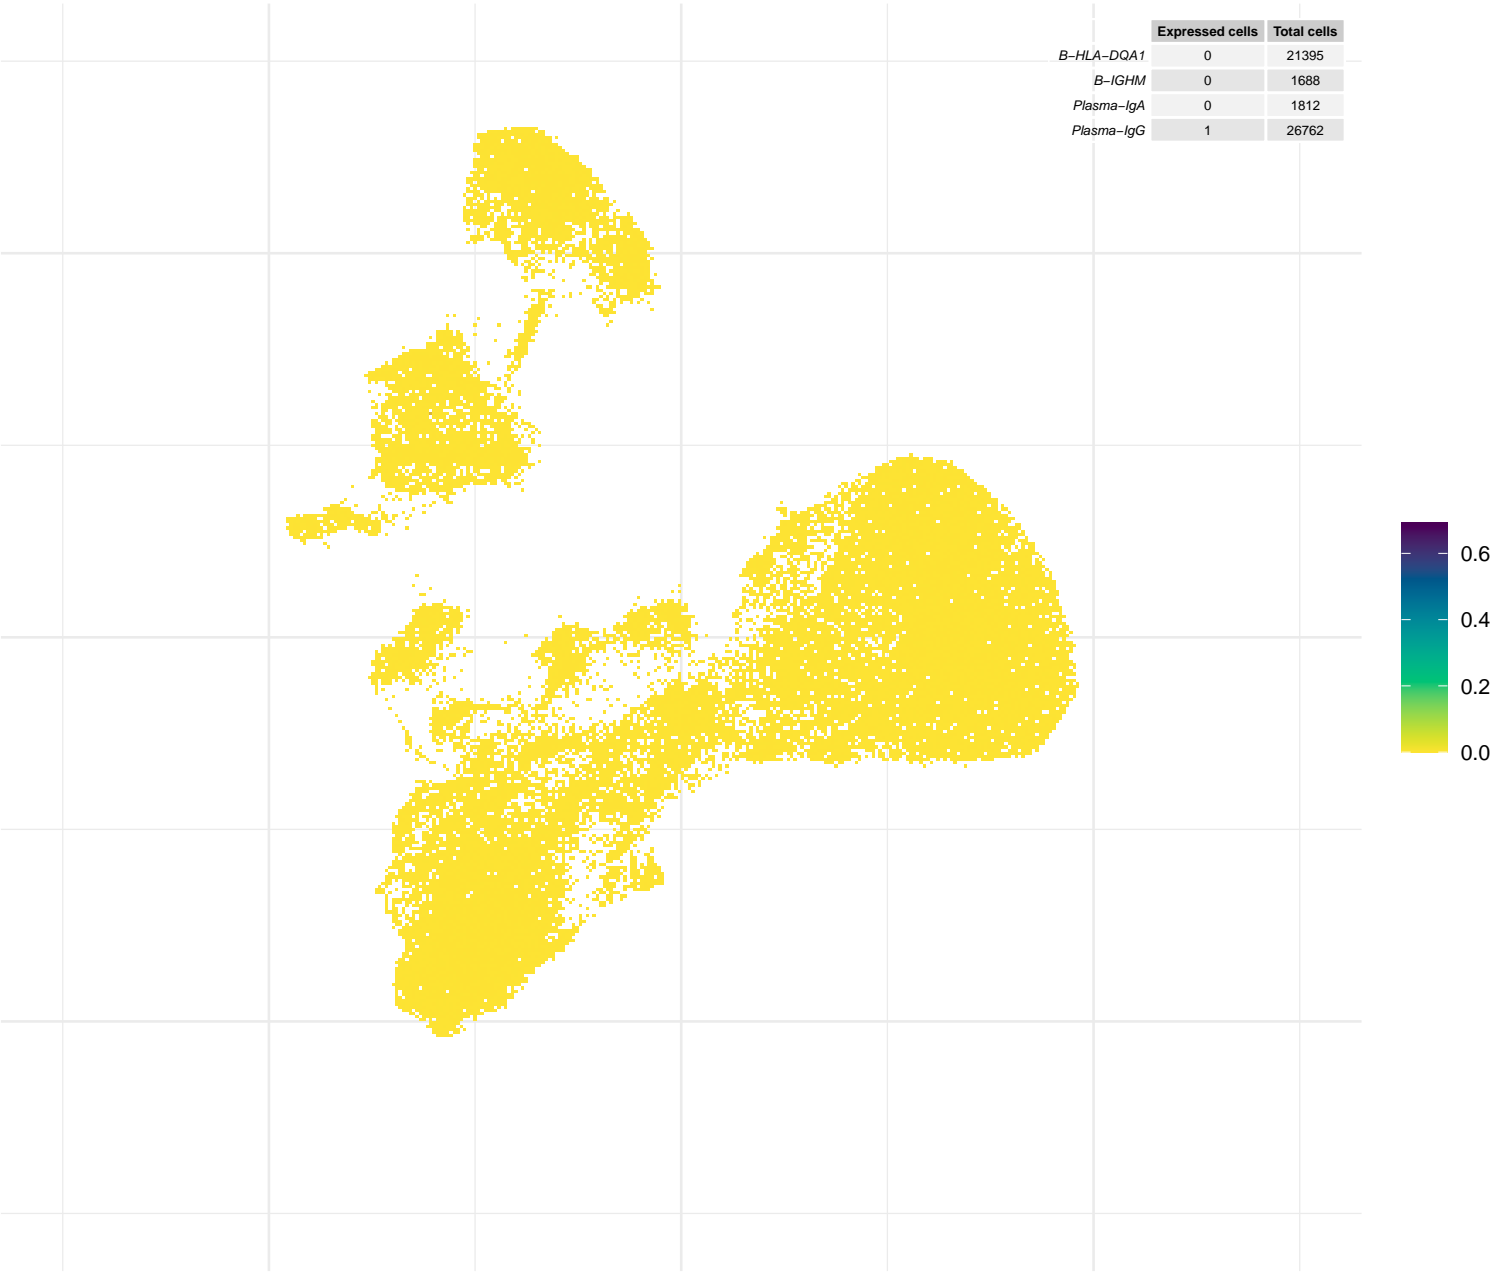 Expressed cells Total cells
B−HLA−DQA1 0 21395
B−IGHM 0 1688
Plasma−IgA 0 1812
Plasma−IgG 1 26762
0.6
0.4
0.2
0.0